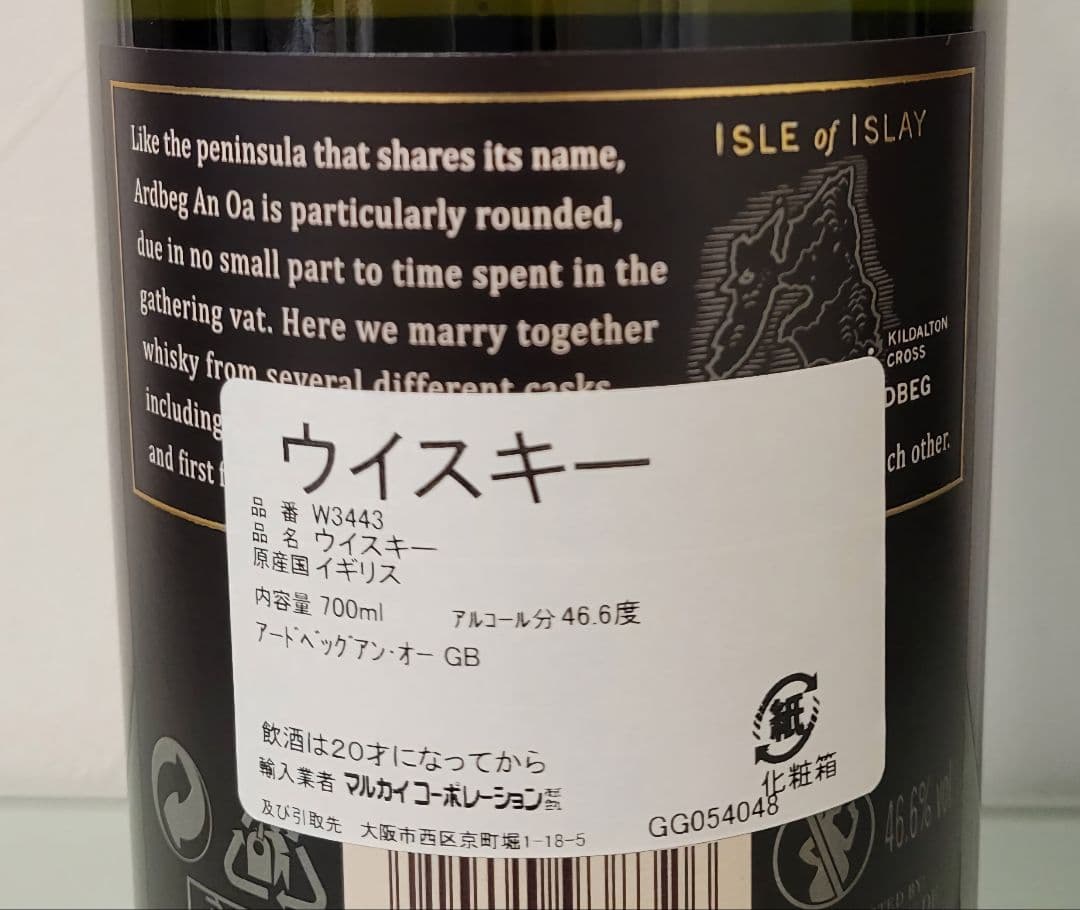 Like the peninsula that shares its name,
Ardbeg An Oa is particularly rounded,
due in no small part to time spent in the
gathering vat. Here we marry together
whisky from several different casks
including
and first
ch other.
ISLE of ISLAY
KILDALTON
CROSS
DBEG
ウイスキー
品番 W3443
品名 ウイスキー
原産国 イギリス
内容量 700ml アルコール分 46.6度
アードベッグアン・オー GB
紙
化粧箱
飲酒は20才になってから
輸入業者 マルカイコーポレーション㍿
及び引取先 大阪市西区京町堀1-18-5
GG054048
46.6% vol